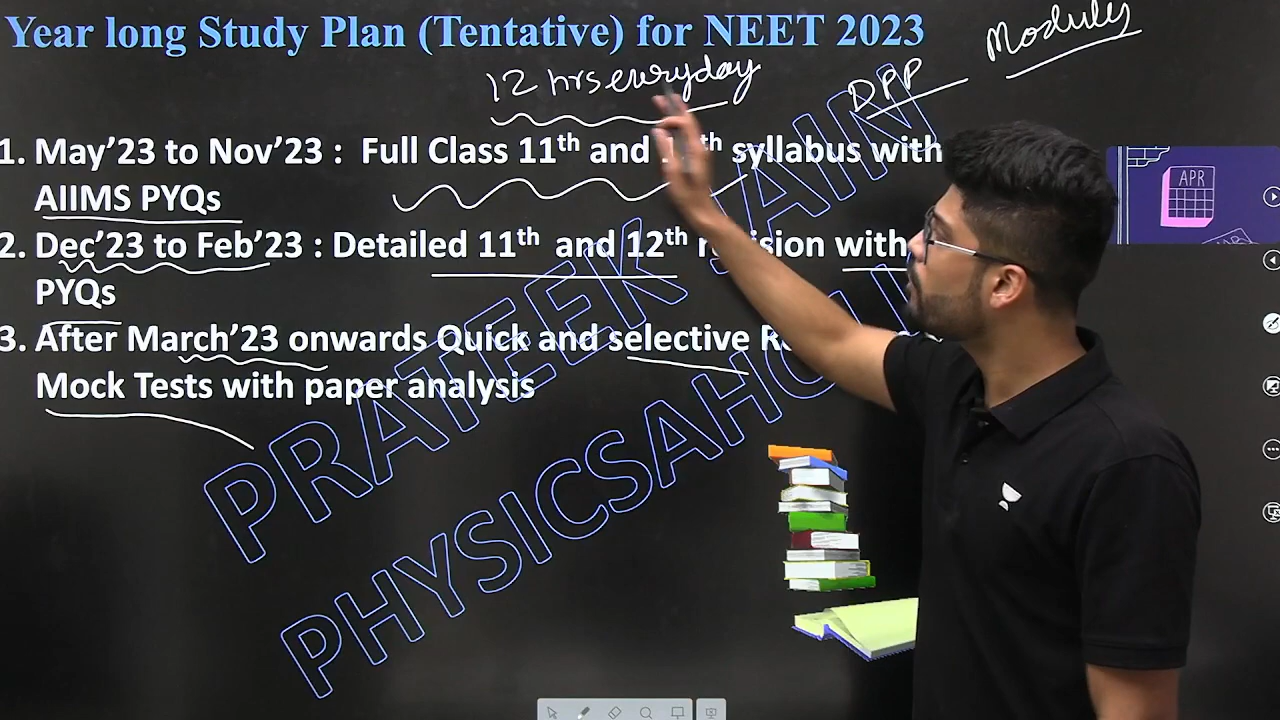 Year long Study Plan (Tentative) for NEET 2023
12 hrs everyday
DPP
Modules
1. May’23 to Nov’23 : Full Class 11th and syllabus with
AIIMS PYQs
2. Dec’23 to Feb’23 : Detailed 11th and 12th revision with
PYQs
3. After March’23 onwards Quick and selective
Mock Tests with paper analysis
PRATEEK JAIN
APR